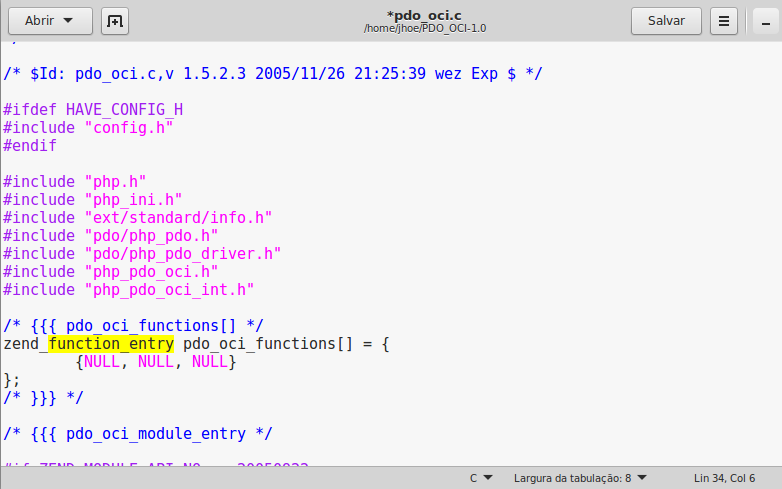 Abrir
*pdo_oci.c
/home/jhoe/PDO_OCI-1.0
Salvar
/* $Id: pdo_oci.c,v 1.5.2.3 2005/11/26 21:25:39 wez Exp $ */
#ifdef HAVE_CONFIG_H
#include "config.h"
#endif
#include "php.h"
#include "php_ini.h"
#include "ext/standard/info.h"
#include "pdo/php_pdo.h"
#include "pdo/php_pdo_driver.h"
#include "php_pdo_oci.h"
#include "php_pdo_oci_int.h"
/* {{{ pdo_oci_functions[] */
zend_function_entry pdo_oci_functions[] = {
        {NULL, NULL, NULL}
};
/* }}} */
/* {{{ pdo_oci_module_entry */
#if ZEND_MODULE_API_NO
C Largura da tabulação: 8 Lin 34, Col 6